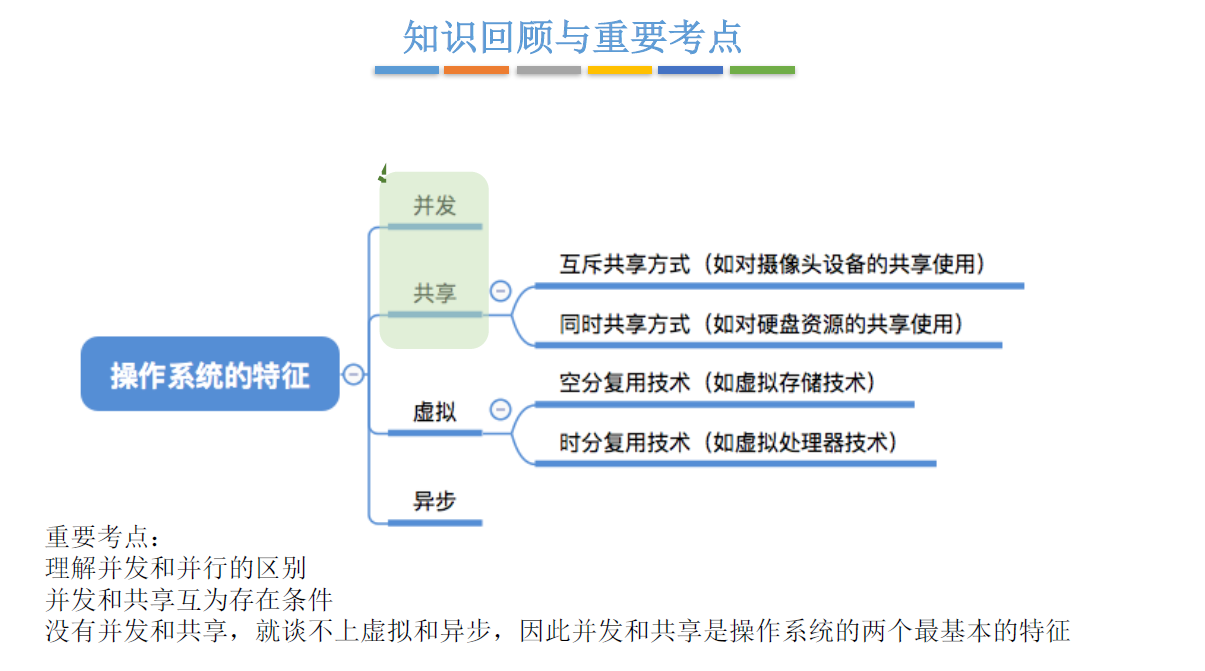 知识回顾与重要考点
并发
共享
互斥共享方式（如对摄像头设备的共享使用）
同时共享方式（如对硬盘资源的共享使用）
操作系统的特征
虚拟
空分复用技术（如虚拟存储技术）
时分复用技术（如虚拟处理器技术）
异步
重要考点：
理解并发和并行的区别
并发和共享互为存在条件
没有并发和共享，就谈不上虚拟和异步，因此并发和共享是操作系统的两个最基本的特征